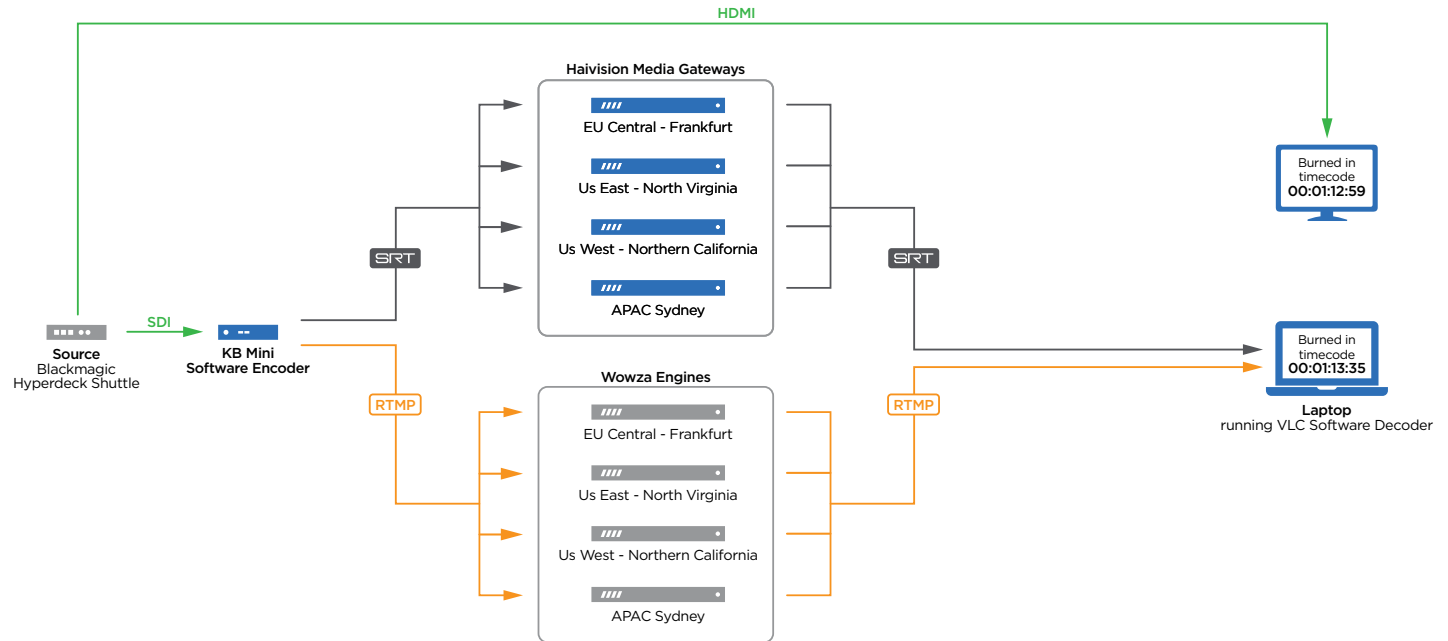 HDMI
Haivision Media Gateways
EU Central - Frankfurt
Us East - North Virginia
Us West - Northern California
APAC Sydney
SRT
SRT
Burned in
timecode
00:01:12:59
SDI
Source
Blackmagic
Hyperdeck Shuttle
KB Mini
Software Encoder
Burned in
timecode
00:01:13:35
Laptop
running VLC Software Decoder
Wowza Engines
RTMP
RTMP
EU Central - Frankfurt
Us East - North Virginia
Us West - Northern California
APAC Sydney